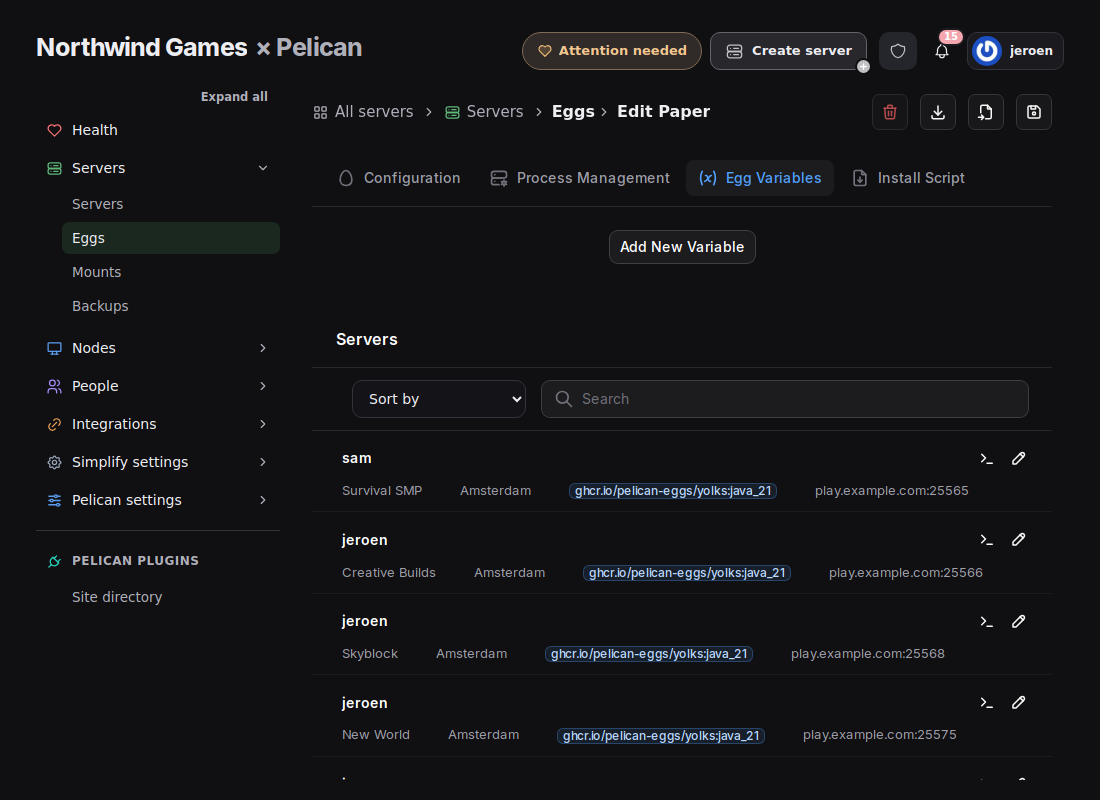 Northwind Games × Pelican
Attention needed
Create server
15
jeroen
Expand all
All servers > Servers > Eggs > Edit Paper
Health
Servers
Servers
Eggs
Mounts
Backups
Nodes
People
Integrations
Simplify settings
Pelican settings
PELICAN PLUGINS
Site directory
Configuration
Process Management
(x) Egg Variables
Install Script
Add New Variable
Servers
Sort by
Search
sam
Survival SMP Amsterdam ghcr.io/pelican-eggs/yolks:java_21 play.example.com:25565
jeroen
Creative Builds Amsterdam ghcr.io/pelican-eggs/yolks:java_21 play.example.com:25566
jeroen
Skyblock Amsterdam ghcr.io/pelican-eggs/yolks:java_21 play.example.com:25568
jeroen
New World Amsterdam ghcr.io/pelican-eggs/yolks:java_21 play.example.com:25575